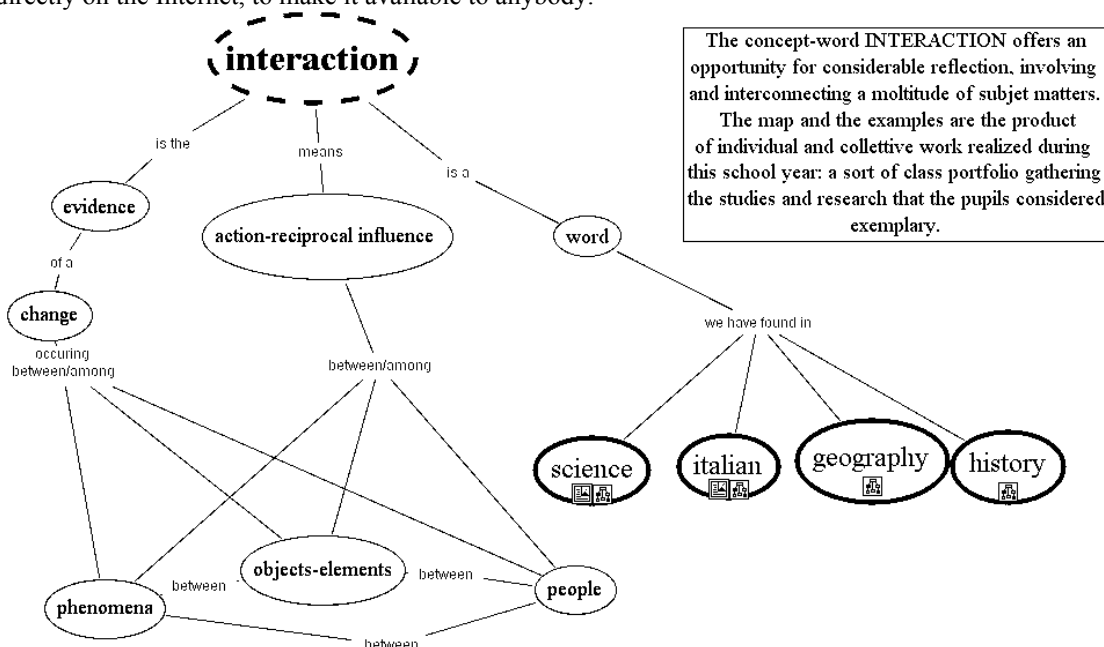 directly on the Internet, to make it available to anybody.
interaction
The concept-word INTERACTION offers an
opportunity for considerable reflection, involving
and interconnecting a moltitude of subjet matters.
The map and the examples are the product
of individual and collettive work realized during
this school year: a sort of class portfolio gathering
the studies and research that the pupils considered
exemplary.
is the
means
is a
evidence
action-reciprocal influence
word
of a
change
we have found in
occuring
between/among
between/among
science
italian
geography
history
objects-elements
between
between
people
phenomena
between